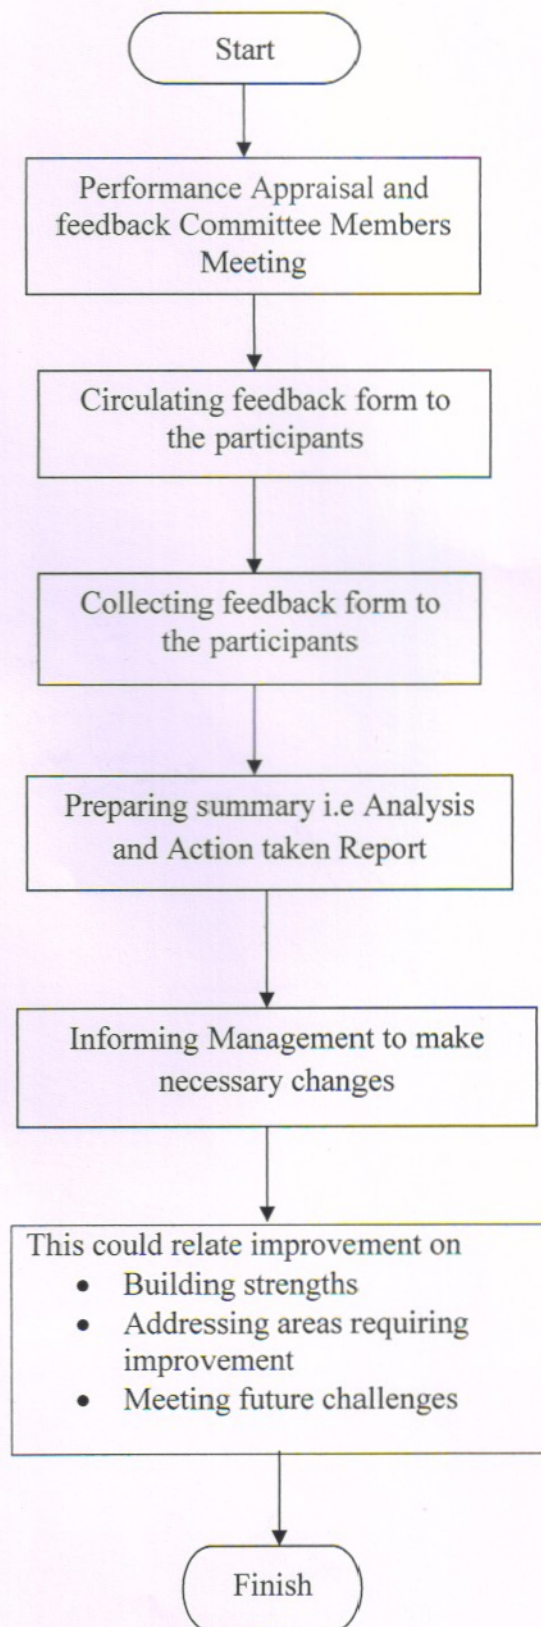 Start
Performance Appraisal and
feedback Committee Members
Meeting
Circulating feedback form to
the participants
Collecting feedback form to
the participants
Preparing summary i.e Analysis
and Action taken Report
Informing Management to make
necessary changes
This could relate improvement on
• Building strengths
• Addressing areas requiring
improvement
• Meeting future challenges
Finish